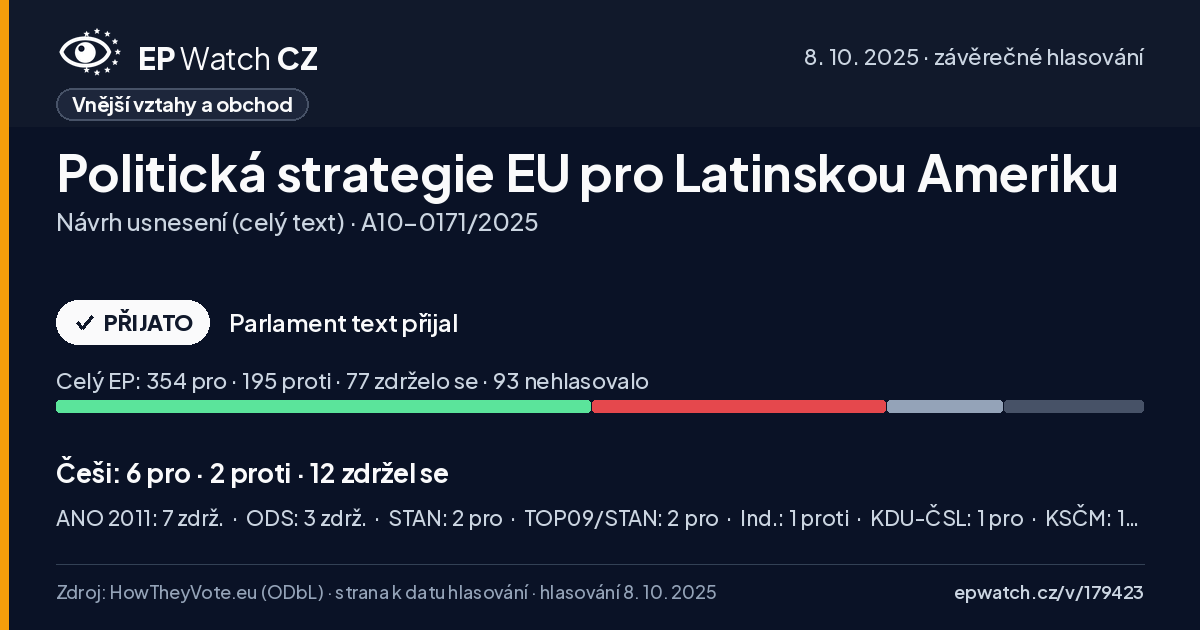 EP Watch CZ
8. 10. 2025 · závěrečné hlasování
Vnější vztahy a obchod
Politická strategie EU pro Latinskou Ameriku
Návrh usnesení (celý text) · A10-0171/2025
✓ PŘIJATO
Parlament text přijal
Celý EP: 354 pro · 195 proti · 77 zdrželo se · 93 nehlasovalo
Češi: 6 pro · 2 proti · 12 zdržel se
ANO 2011: 7 zdrž. · ODS: 3 zdrž. · STAN: 2 pro · TOP09/STAN: 2 pro · Ind.: 1 proti · KDU-ČSL: 1 pro · KSČM: 1…
Zdroj: HowTheyVote.eu (ODbL) · strana k datu hlasování · hlasování 8. 10. 2025
epwatch.cz/v/179423